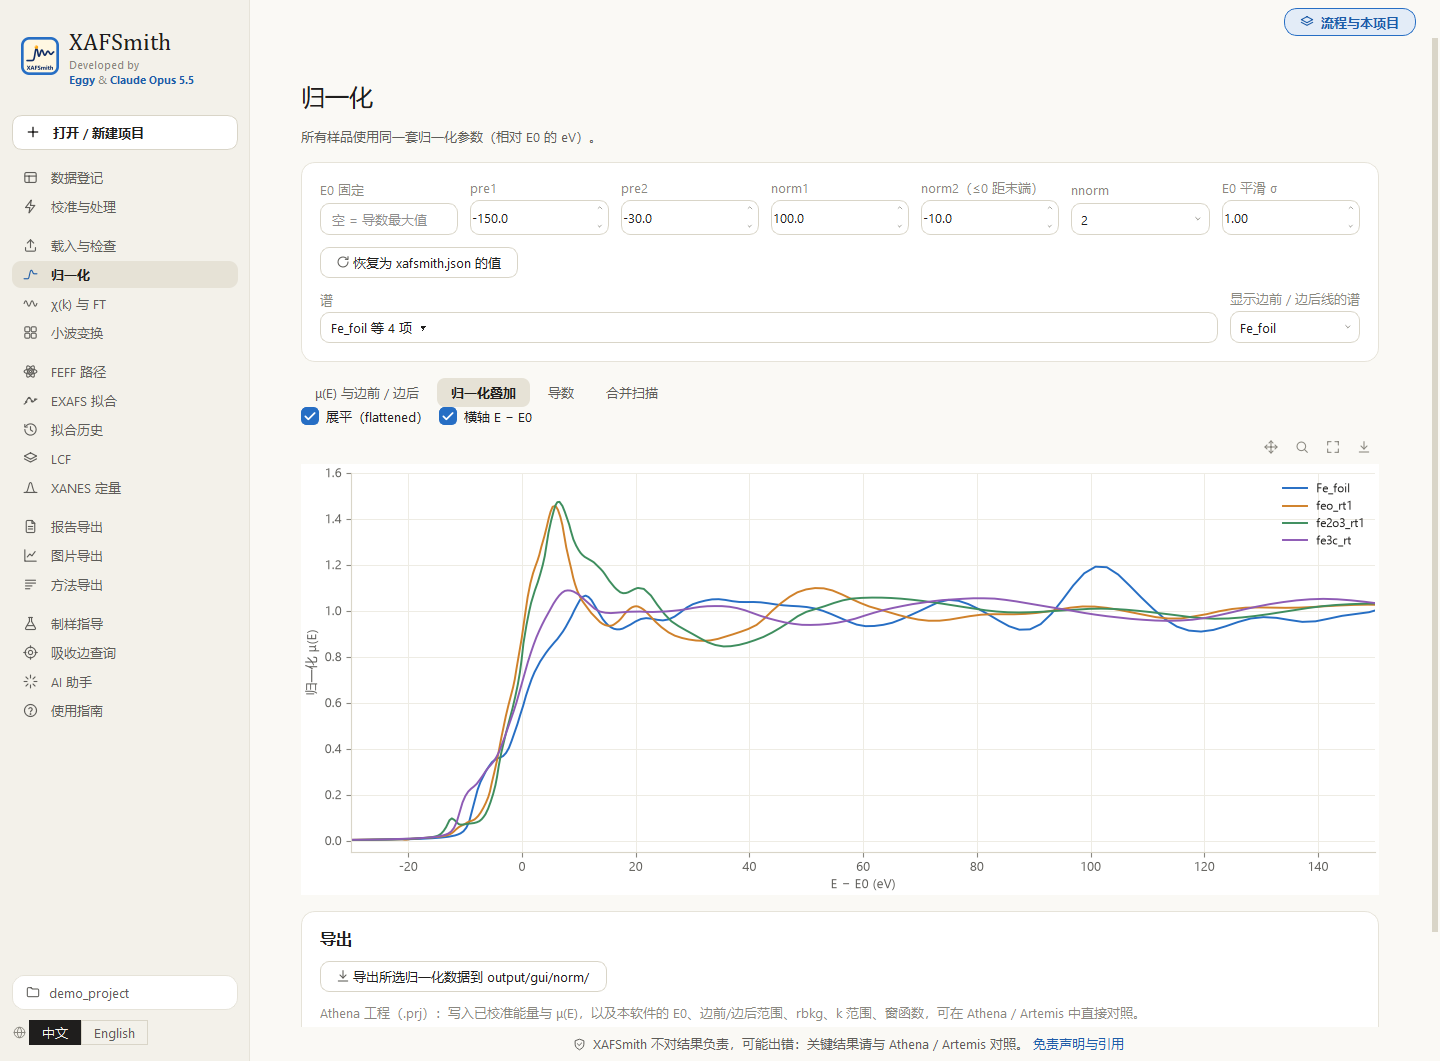 流程与本项目
XAFSmith
XAFSmith
Developed by
Eggy & Claude Opus 5.5
打开 / 新建项目
数据登记
校准与处理
载入与检查
归一化
χ(k) 与 FT
小波变换
FEFF 路径
EXAFS 拟合
拟合历史
LCF
XANES 定量
报告导出
图片导出
方法导出
制样指导
吸收边查询
AI 助手
使用指南
demo_project
中文 English
归一化
所有样品使用同一套归一化参数（相对 E0 的 eV）。
E0 固定 pre1 pre2 norm1 norm2（≤0 距末端） nnorm E0 平滑 σ
空 = 导数最大值 -150.0 -30.0 100.0 -10.0 2 1.00
恢复为 xafsmith.json 的值
谱 显示边前 / 边后线的谱
Fe_foil 等 4 项 Fe_foil
μ(E) 与边前 / 边后 归一化叠加 导数 合并扫描
展平（flattened） 横轴 E − E0
1.6
1.4
1.2
1.0
0.8
0.6
0.4
0.2
0.0
归一化 μ(E)
Fe_foil
feo_rt1
fe2o3_rt1
fe3c_rt
-20 0 20 40 60 80 100 120 140
E − E0 (eV)
导出
导出所选归一化数据到 output/gui/norm/
Athena 工程（.prj）：写入已校准能量与 μ(E)，以及本软件的 E0、边前/边后范围、rbkg、k 范围、窗函数，可在 Athena / Artemis 中直接对照。
XAFSmith 不对结果负责，可能出错：关键结果请与 Athena / Artemis 对照。 免责声明与引用